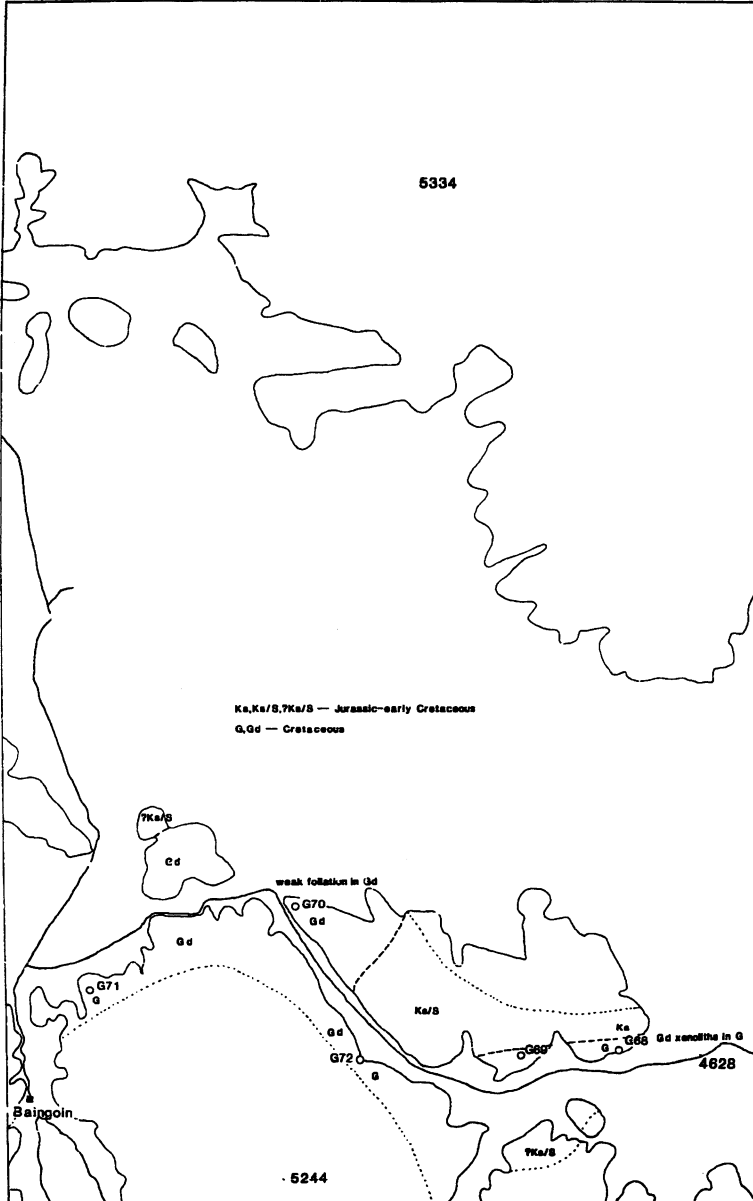 5334
Ks,Ks/S,?Ks/S — Jurassic-early Cretaceous
G,Gd — Cretaceous
?Ks/S
Gd
weak foliation in Gd
G70
Gd
Gd
G71
G
Ks/S
Gd
Ks
G68
Gd xenoliths in G
G69
G
G72
G
4628
Baingoin
?Ks/S
5244